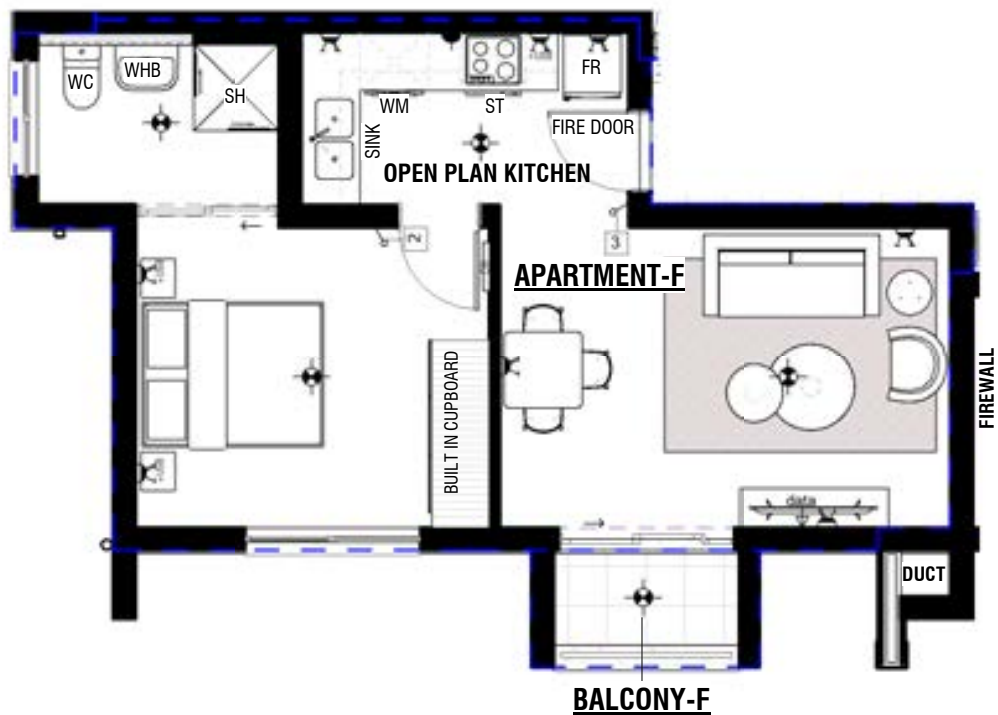 WC
WHB
SH
WM
ST
FR
SINK
FIRE DOOR
OPEN PLAN KITCHEN
2
3
APARTMENT-F
BUILT IN CUPBOARD
FIREWALL
data
DUCT
BALCONY-F